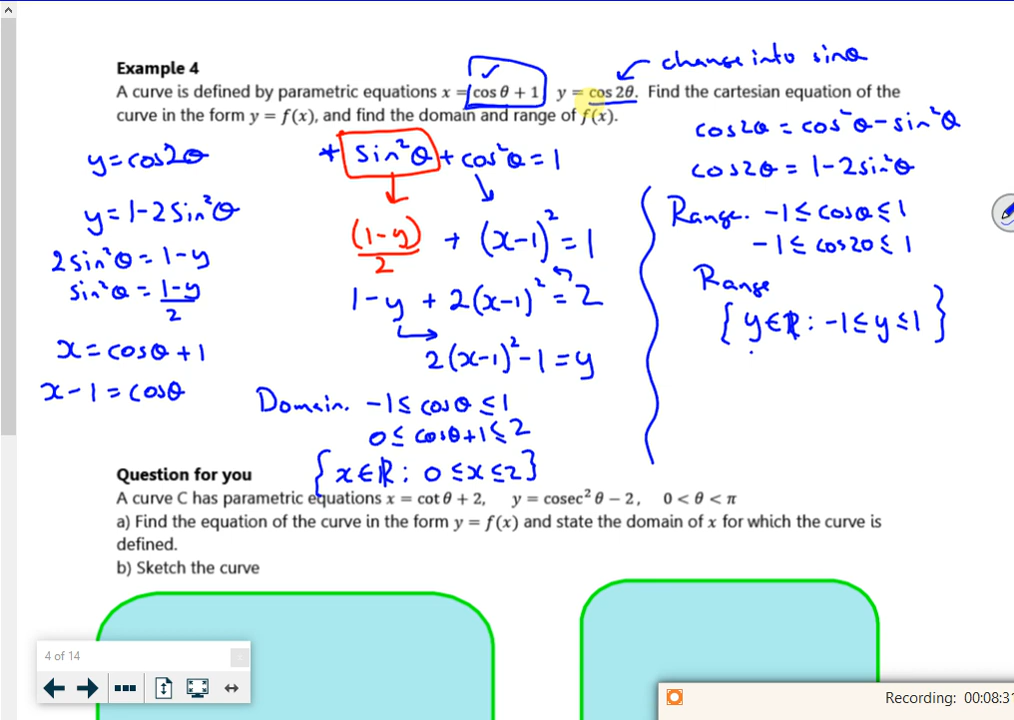 Example 4
change into sinθ
A curve is defined by parametric equations x = cos θ + 1, y = cos 2θ. Find the cartesian equation of the
curve in the form y = f(x), and find the domain and range of f(x).
cos2θ = cos²θ - sin²θ
cos2θ = 1 - 2sin²θ
y = cos2θ
y = 1 - 2sin²θ
2sin²θ = 1 - y
sin²θ = (1-y)/2
x = cosθ + 1
x - 1 = cosθ
* sin²θ + cos²θ = 1
(1-y)/2 + (x-1)² = 1
1 - y + 2(x-1)² = 2
2(x-1)² - 1 = y
Domain. -1 ≤ cosθ ≤ 1
0 ≤ cosθ+1 ≤ 2
{x ∈ ℝ : 0 ≤ x ≤ 2}
Range. -1 ≤ cosθ ≤ 1
-1 ≤ cos2θ ≤ 1
Range
{y ∈ ℝ : -1 ≤ y ≤ 1}
Question for you
A curve C has parametric equations x = cot θ + 2, y = cosec² θ − 2, 0 < θ < π
a) Find the equation of the curve in the form y = f(x) and state the domain of x for which the curve is
defined.
b) Sketch the curve
4 of 14
Recording: 00:08:31